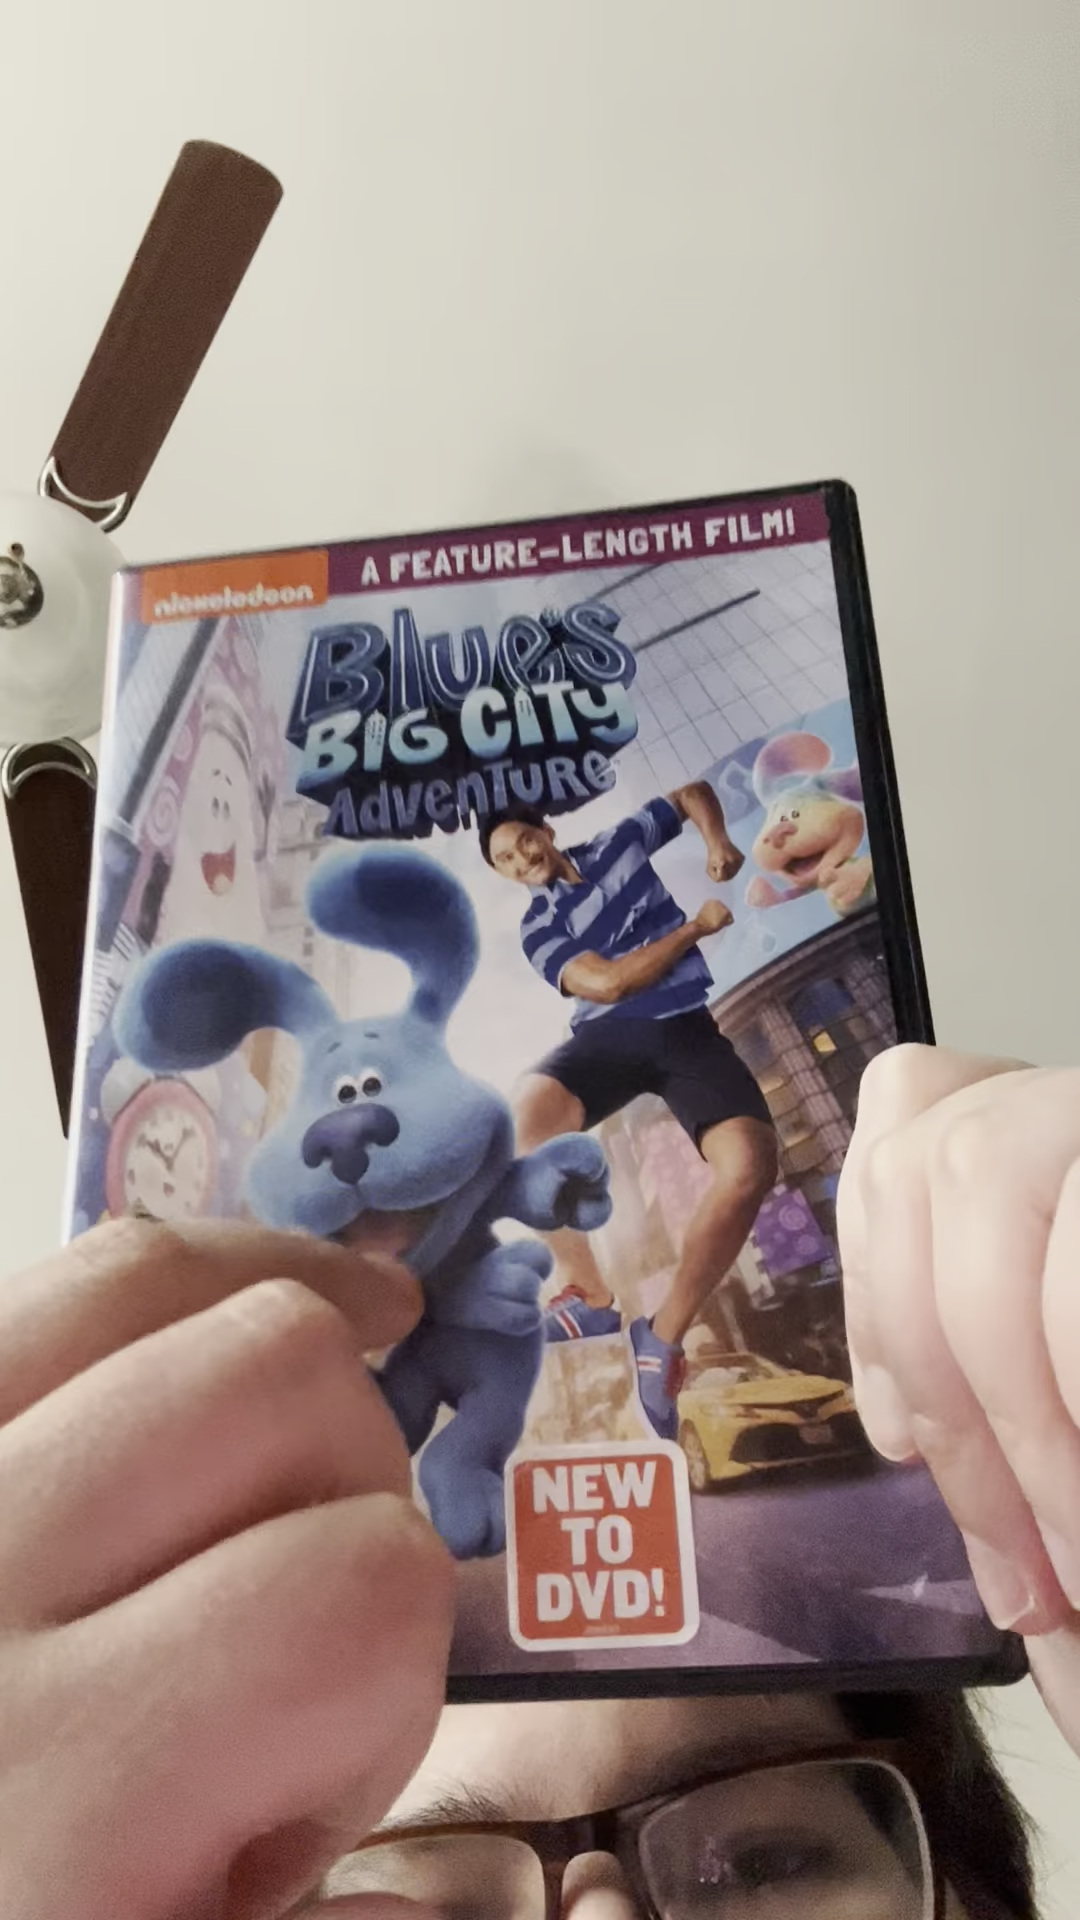 nickelodeon
A FEATURE-LENGTH FILM!
Blue's
BIG CITY
ADVENTURE
NEW
TO
DVD!